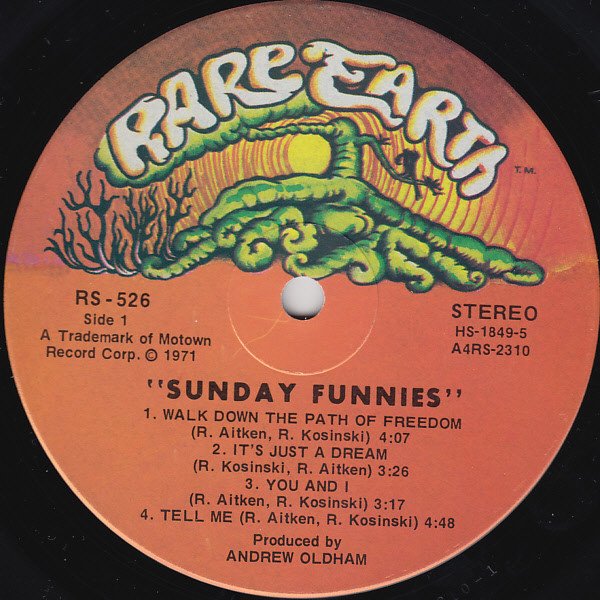 RARE EARTH
T.M.
RS-526
Side 1
A Trademark of Motown
Record Corp. © 1971
STEREO
HS-1849-5
A4RS-2310
"SUNDAY FUNNIES"
1. WALK DOWN THE PATH OF FREEDOM
(R. Aitken, R. Kosinski) 4:07
2. IT'S JUST A DREAM
(R. Kosinski, R. Aitken) 3:26
3. YOU AND I
(R. Aitken, R. Kosinski) 3:17
4. TELL ME (R. Aitken, R. Kosinski) 4:48
Produced by
ANDREW OLDHAM